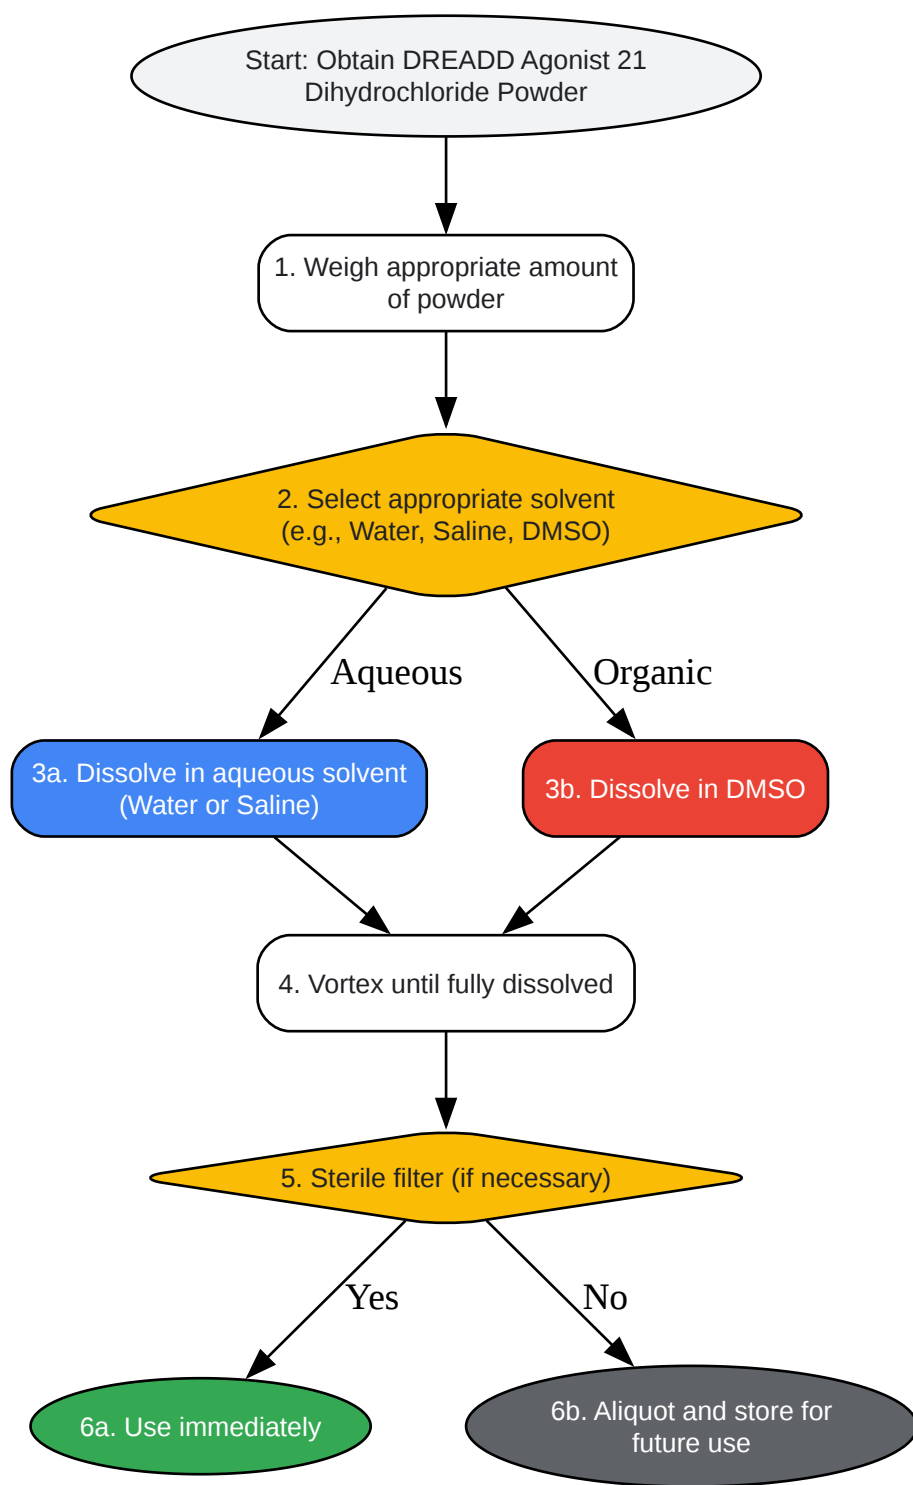 Start: Obtain DREADD Agonist 21
Dihydrochloride Powder
1. Weigh appropriate amount
of powder
2. Select appropriate solvent
(e.g., Water, Saline, DMSO)
Aqueous
Organic
3a. Dissolve in aqueous solvent
(Water or Saline)
3b. Dissolve in DMSO
4. Vortex until fully dissolved
5. Sterile filter (if necessary)
Yes
No
6a. Use immediately
6b. Aliquot and store for
future use